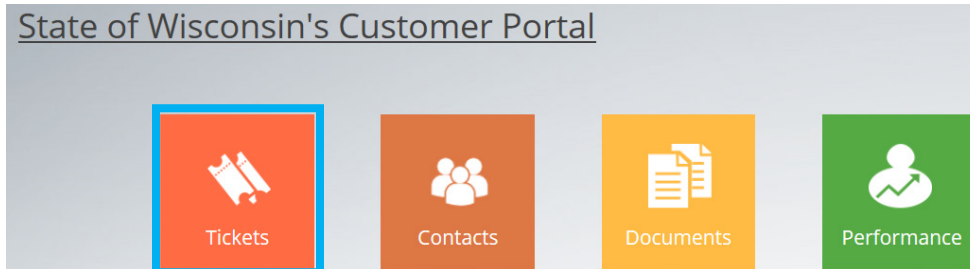 State of Wisconsin's Customer Portal
Tickets Contacts Documents Performance